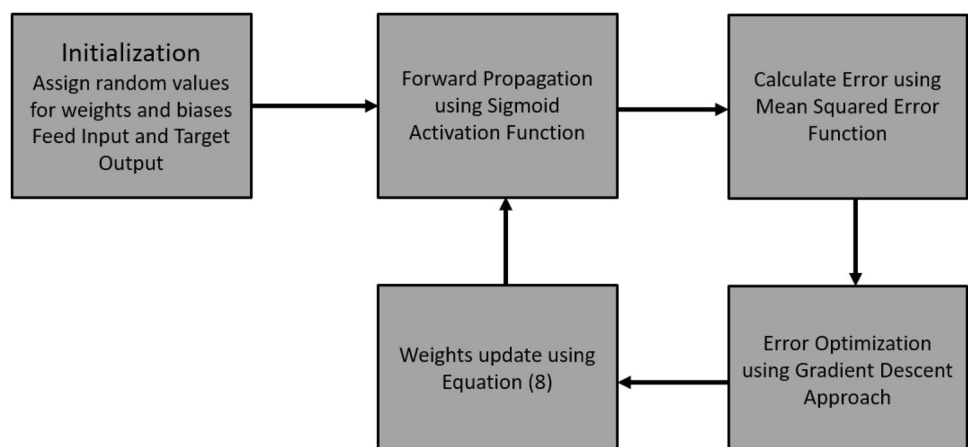 Initialization
Assign random values
for weights and biases
Feed Input and Target
Output
Forward Propagation
using Sigmoid
Activation Function
Calculate Error using
Mean Squared Error
Function
Error Optimization
using Gradient Descent
Approach
Weights update using
Equation (8)